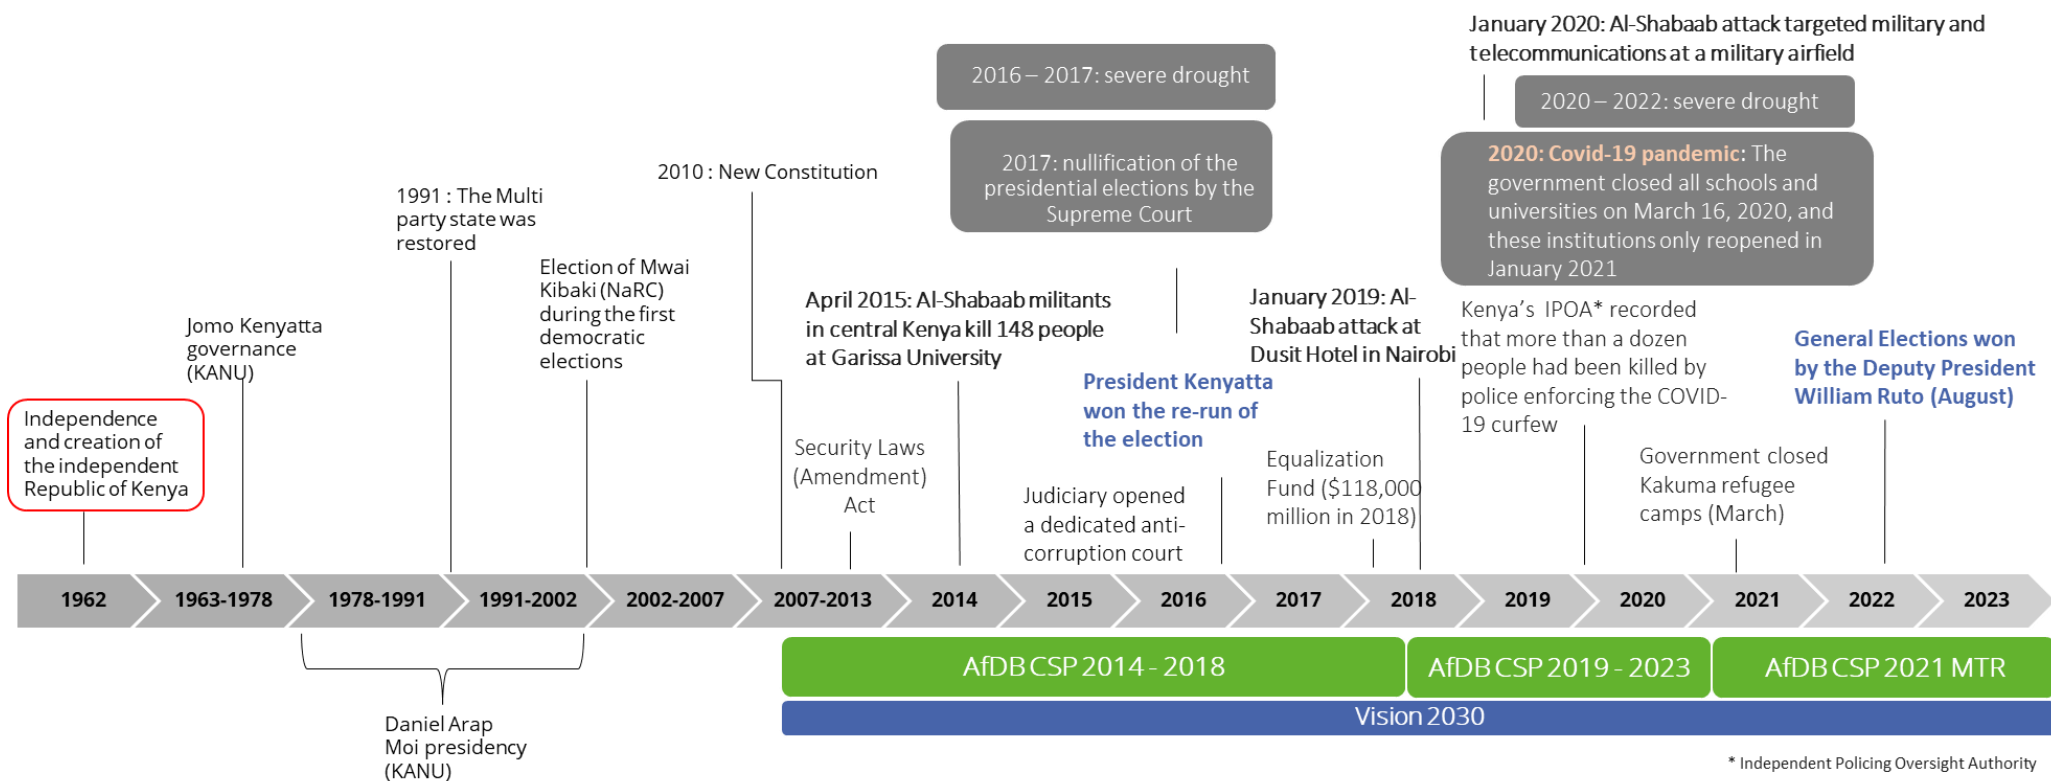 January 2020: Al-Shabaab attack targeted military and
telecommunications at a military airfield
2016 – 2017: severe drought
2020 – 2022: severe drought
2017: nullification of the
presidential elections by the
Supreme Court
2020: Covid-19 pandemic: The
government closed all schools and
universities on March 16, 2020, and
these institutions only reopened in
January 2021
2010 : New Constitution
1991 : The Multi
party state was
restored
Election of Mwai
Kibaki (NaRC)
during the first
democratic
elections
Jomo Kenyatta
governance
(KANU)
Independence
and creation of
the independent
Republic of Kenya
April 2015: Al-Shabaab militants
in central Kenya kill 148 people
at Garissa University
January 2019: Al-
Shabaab attack at
Dusit Hotel in Nairobi
Kenya's IPOA* recorded
that more than a dozen
people had been killed by
police enforcing the COVID-
19 curfew
General Elections won
by the Deputy President
William Ruto (August)
President Kenyatta
won the re-run of
the election
Security Laws
(Amendment)
Act
Judiciary opened
a dedicated anti-
corruption court
Equalization
Fund ($118,000
million in 2018)
Government closed
Kakuma refugee
camps (March)
1962
1963-1978
1978-1991
1991-2002
2002-2007
2007-2013
2014
2015
2016
2017
2018
2019
2020
2021
2022
2023
AfDB CSP 2014 - 2018
AfDB CSP 2019 - 2023
AfDB CSP 2021 MTR
Vision 2030
Daniel Arap
Moi presidency
(KANU)
* Independent Policing Oversight Authority